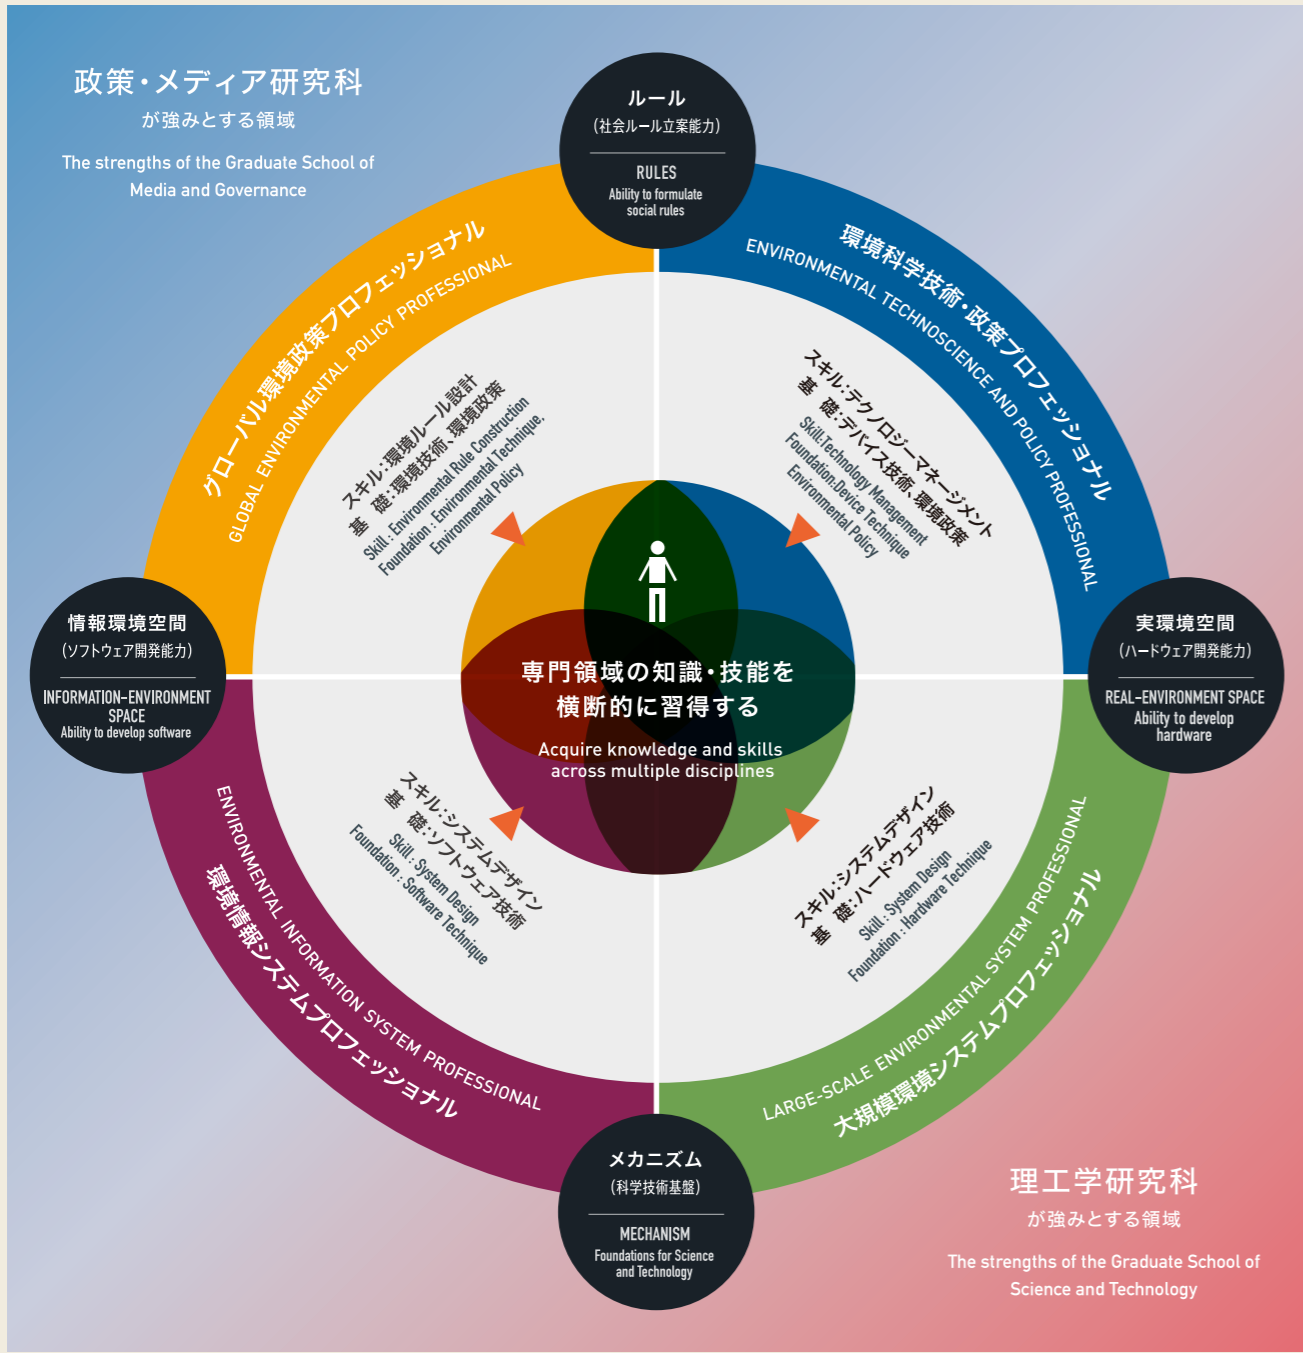 政策・メディア研究科
が強みとする領域
The strengths of the Graduate School of
Media and Governance
ルール
(社会ルール立案能力)
RULES
Ability to formulate
social rules
グローバル環境政策プロフェッショナル
GLOBAL ENVIRONMENTAL POLICY PROFESSIONAL
環境科学技術・政策プロフェッショナル
ENVIRONMENTAL TECHNOSCIENCE AND POLICY PROFESSIONAL
スキル：環境ルール設計
基　礎：環境技術、環境政策
Skill : Environmental Rule Construction
Foundation : Environmental Technique.
Environmental Policy
スキル：テクノロジーマネージメント
基　礎：デバイス技術、環境政策
Skill:Technology Management
Foundation:Device Technique
Environmental Policy
情報環境空間
(ソフトウェア開発能力)
INFORMATION-ENVIRONMENT
SPACE
Ability to develop software
専門領域の知識・技能を
横断的に習得する
Acquire knowledge and skills
across multiple disciplines
実環境空間
(ハードウェア開発能力)
REAL-ENVIRONMENT SPACE
Ability to develop
hardware
スキル：システムデザイン
基　礎：ソフトウェア技術
Skill : System Design
Foundation : Software Technique
スキル：システムデザイン
基　礎：ハードウェア技術
Skill : System Design
Foundation : Hardware Technique
ENVIRONMENTAL INFORMATION SYSTEM PROFESSIONAL
環境情報システムプロフェッショナル
LARGE-SCALE ENVIRONMENTAL SYSTEM PROFESSIONAL
大規模環境システムプロフェッショナル
メカニズム
(科学技術基盤)
MECHANISM
Foundations for Science
and Technology
理工学研究科
が強みとする領域
The strengths of the Graduate School of
Science and Technology